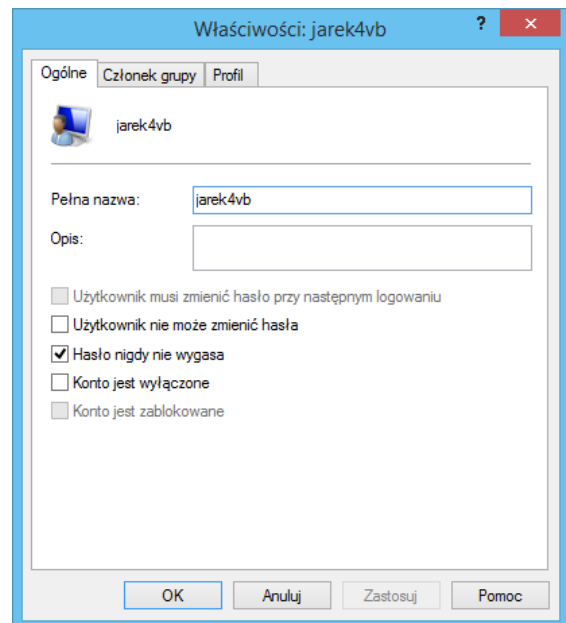 Właściwości: jarek4vb
?
Ogólne Członek grupy Profil
jarek4vb
Pełna nazwa: jarek4vb
Opis:
Użytkownik musi zmienić hasło przy następnym logowaniu
Użytkownik nie może zmienić hasła
Hasło nigdy nie wygasa
Konto jest wyłączone
Konto jest zablokowane
OK Anuluj Zastosuj Pomoc